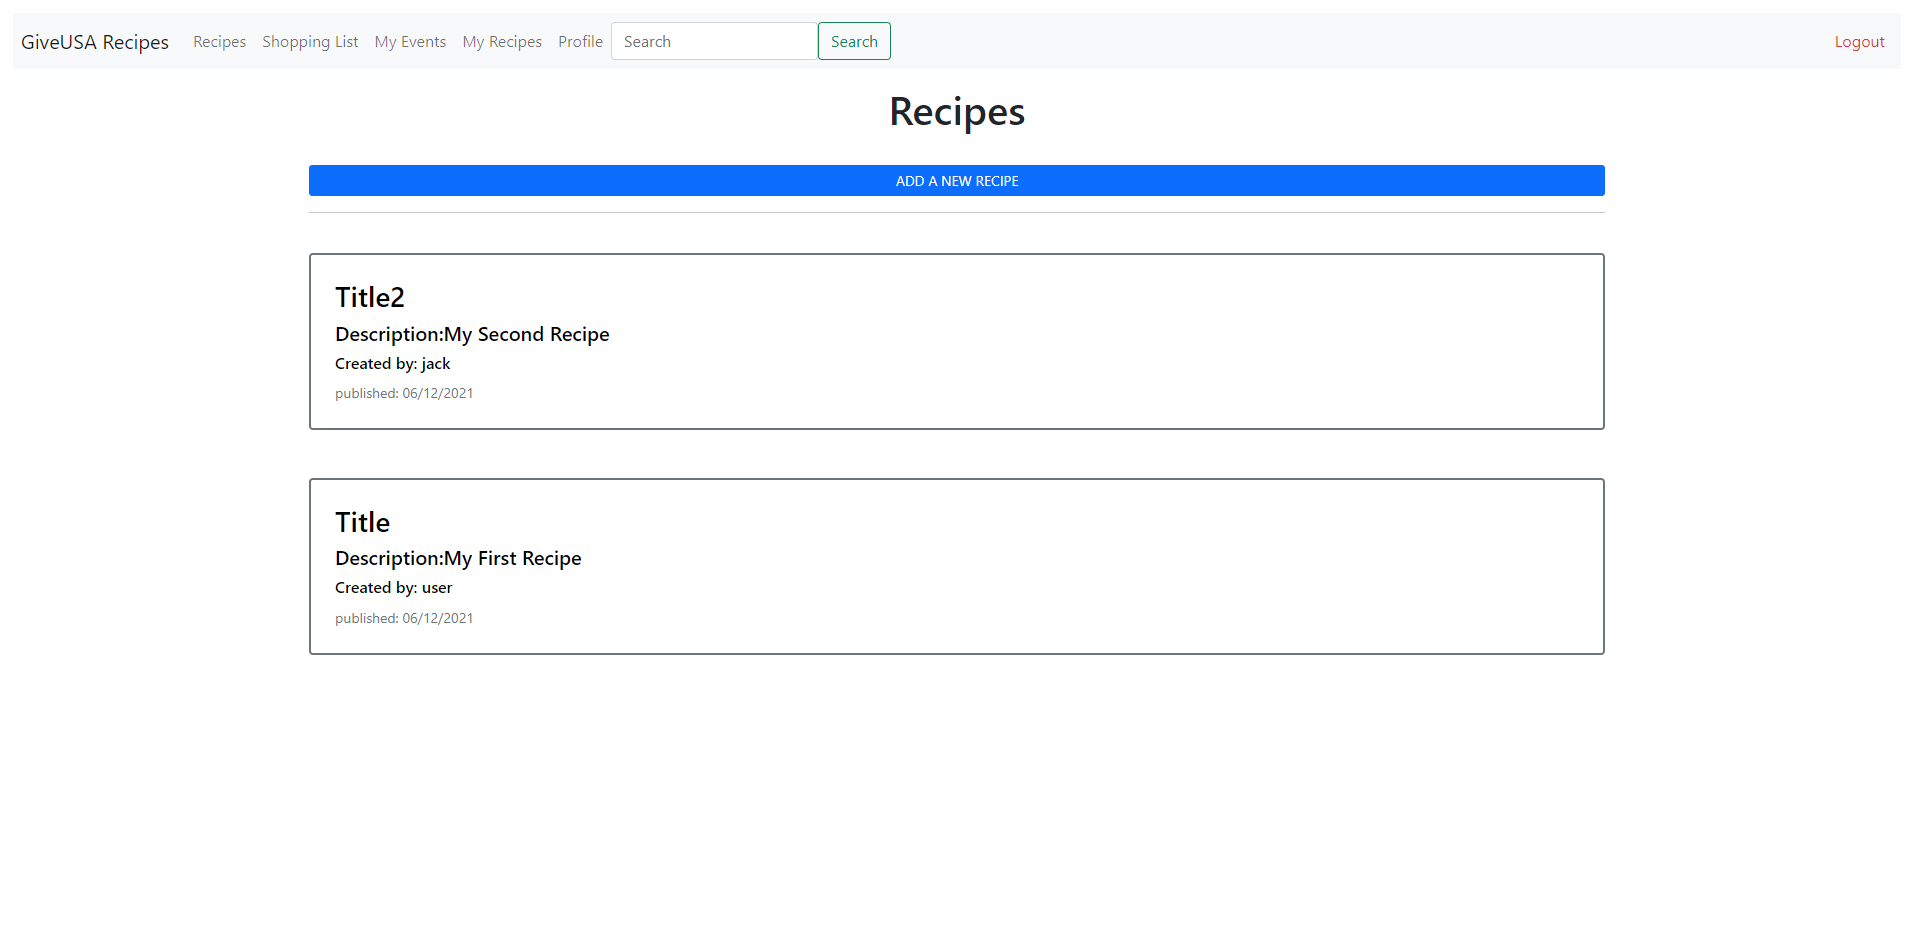 GiveUSA Recipes Recipes Shopping List My Events My Recipes Profile Search Search Logout
Recipes
ADD A NEW RECIPE
Title2
Description:My Second Recipe
Created by: jack
published: 06/12/2021
Title
Description:My First Recipe
Created by: user
published: 06/12/2021